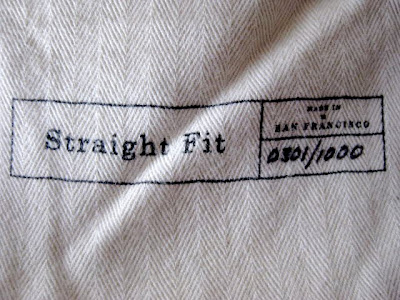 Straight Fit
MADE IN
SAN FRANCISCO
0301/1000